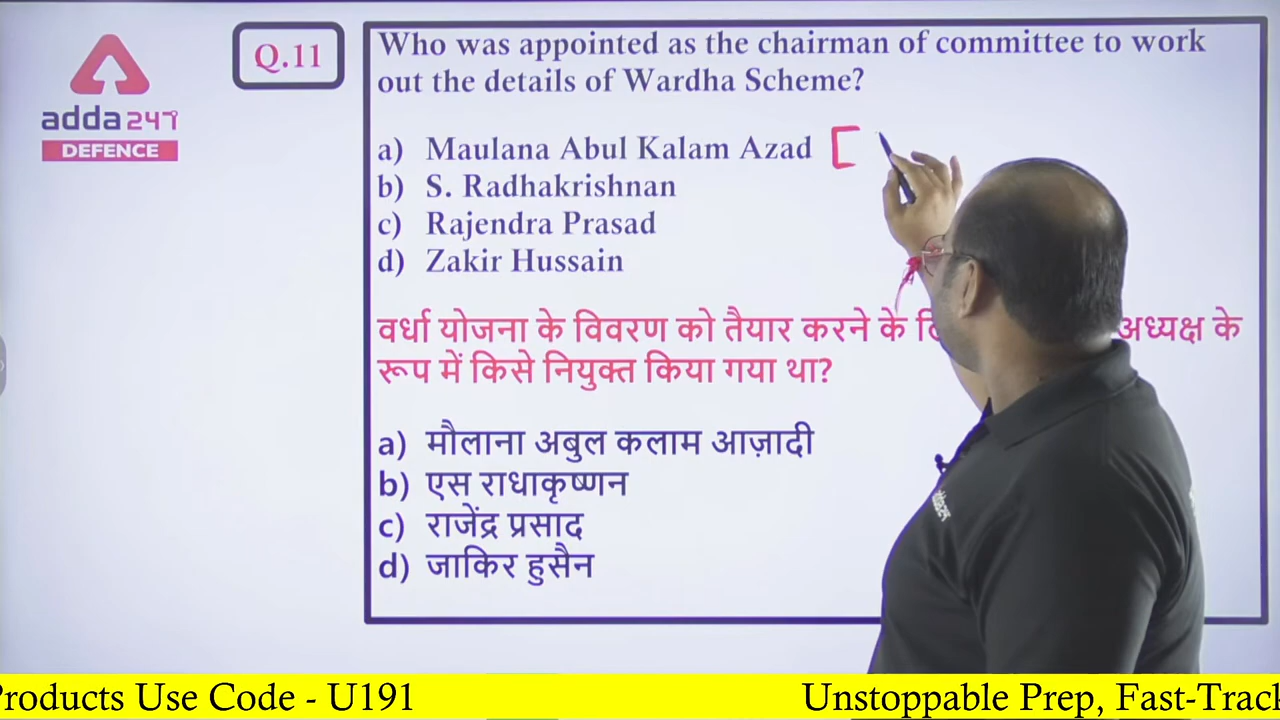 adda247
DEFENCE
Q.11
Who was appointed as the chairman of committee to work
out the details of Wardha Scheme?
a) Maulana Abul Kalam Azad
b) S. Radhakrishnan
c) Rajendra Prasad
d) Zakir Hussain
वर्धा योजना के विवरण को तैयार करने के अध्यक्ष के
रूप में किसे नियुक्त किया गया था?
a) मौलाना अबुल कलाम आज़ादी
b) एस राधाकृष्णन
c) राजेंद्र प्रसाद
d) जाकिर हुसैन
Products Use Code - U191 Unstoppable Prep, Fast-Track